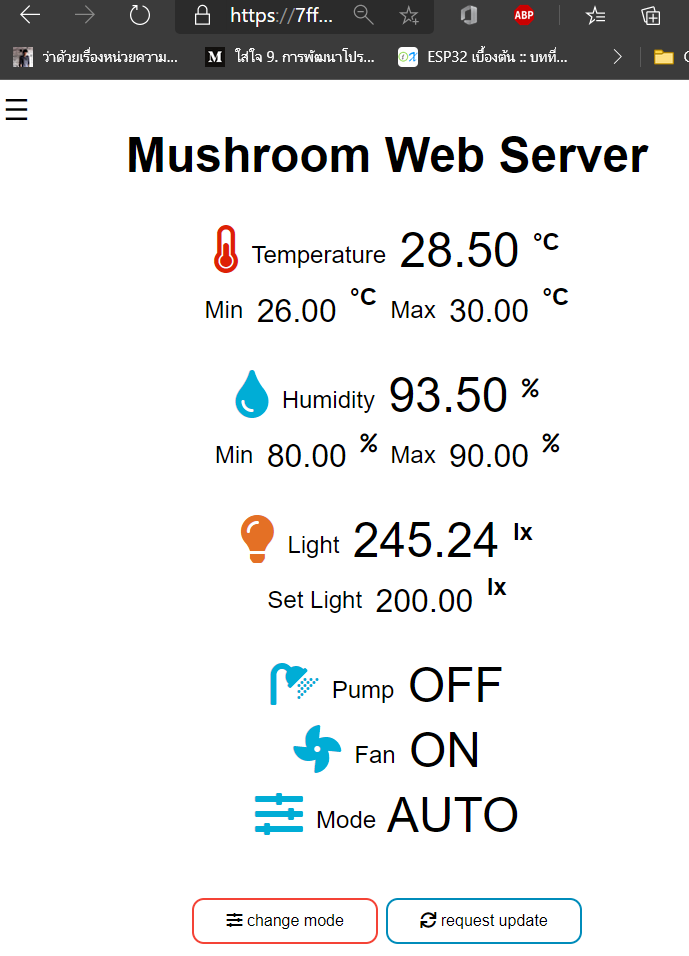 https://7ff...
ABP
ว่าด้วยเรื่องหน่วยความ...
M ใส่ใจ 9. การพัฒนาโปร...
ESP32 เบื้องต้น :: บทที่...
Mushroom Web Server
Temperature 28.50 °C
Min 26.00 °C Max 30.00 °C
Humidity 93.50 %
Min 80.00 % Max 90.00 %
Light 245.24 lx
Set Light 200.00 lx
Pump OFF
Fan ON
Mode AUTO
change mode
request update